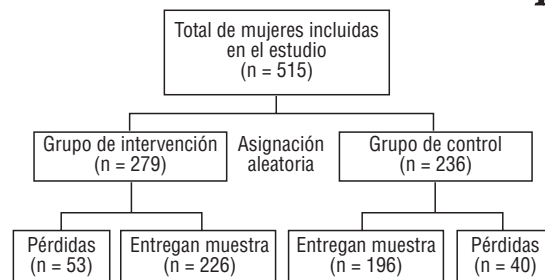 Total de mujeres incluidas
en el estudio
(n = 515)
Grupo de intervención
(n = 279)
Asignación
aleatoria
Grupo de control
(n = 236)
Pérdidas
(n = 53)
Entregan muestra
(n = 226)
Entregan muestra
(n = 196)
Pérdidas
(n = 40)